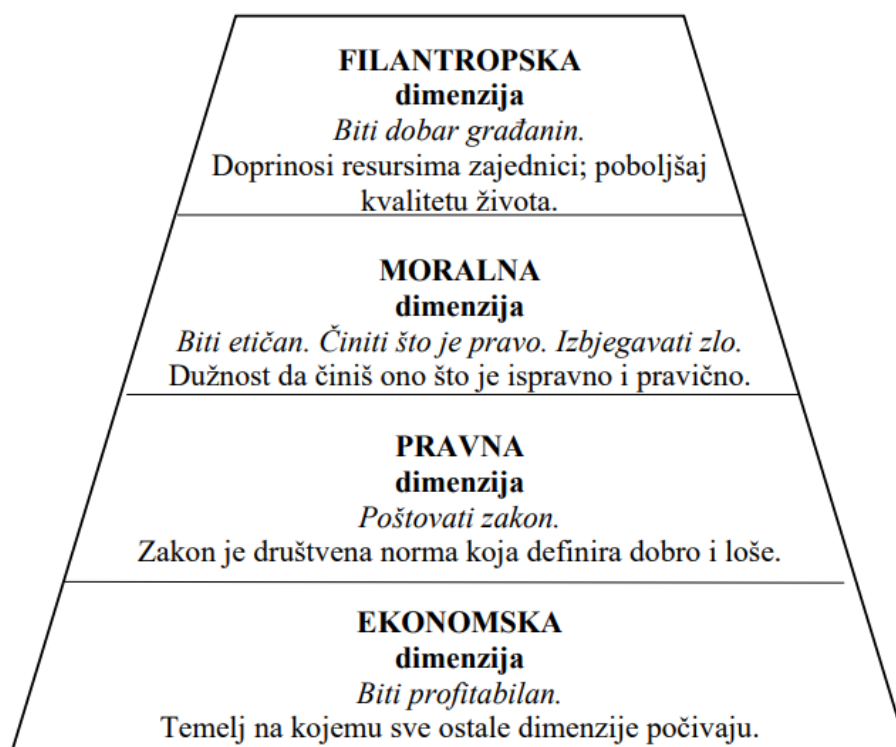 FILANTROPSKA
dimenzija
Biti dobar građanin.
Doprinosi resursima zajednici; poboljšaj
kvalitetu života.
MORALNA
dimenzija
Biti etičan. Činiti što je pravo. Izbjegavati zlo.
Dužnost da činiš ono što je ispravno i pravično.
PRAVNA
dimenzija
Poštovati zakon.
Zakon je društvena norma koja definira dobro i loše.
EKONOMSKA
dimenzija
Biti profitabilan.
Temelj na kojemu sve ostale dimenzije počivaju.